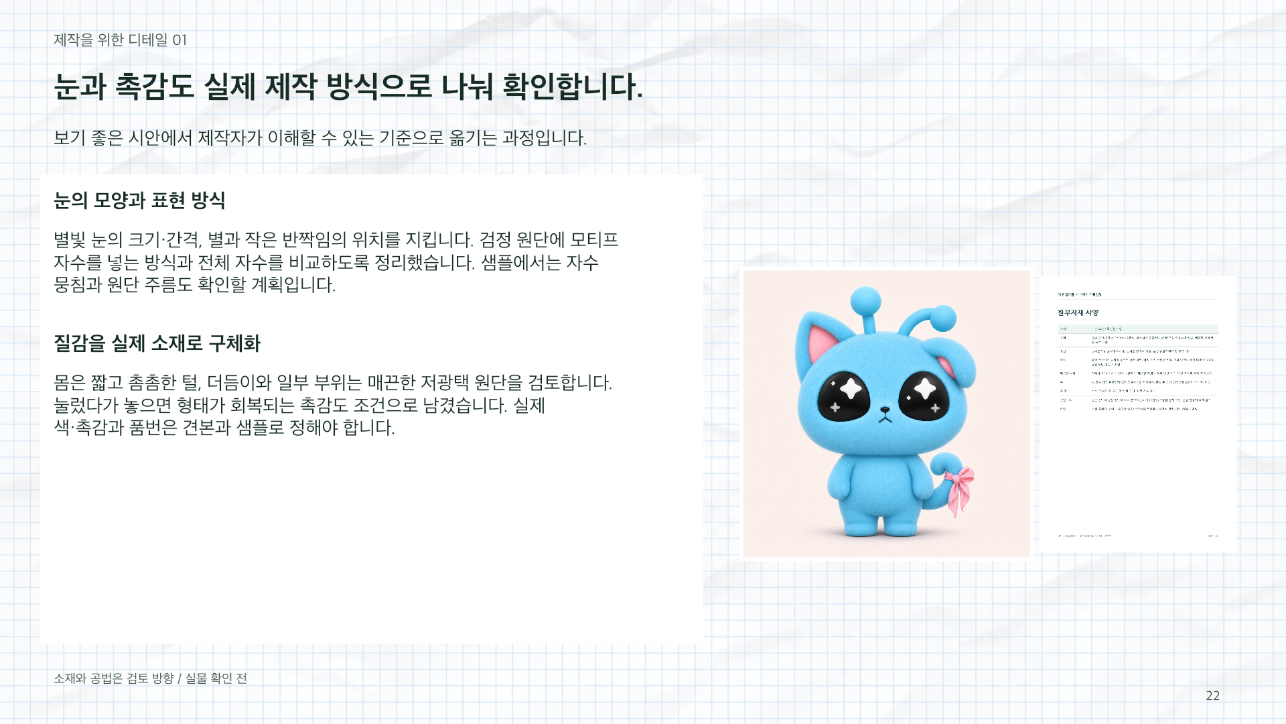 제작을 위한 디테일 01
눈과 촉감도 실제 제작 방식으로 나눠 확인합니다.
보기 좋은 시안에서 제작자가 이해할 수 있는 기준으로 옮기는 과정입니다.
눈의 모양과 표현 방식
별빛 눈의 크기·간격, 별과 작은 반짝임의 위치를 지킵니다. 검정 원단에 모티프
자수를 넣는 방식과 전체 자수를 비교하도록 정리했습니다. 샘플에서는 자수
뭉침과 원단 주름도 확인할 계획입니다.
질감을 실제 소재로 구체화
몸은 짧고 촘촘한 털, 더듬이와 일부 부위는 매끈한 저광택 원단을 검토합니다.
눌렀다가 놓으면 형태가 회복되는 촉감도 조건으로 남겼습니다. 실제
색·촉감과 품번은 견본과 샘플로 정해야 합니다.
원부자재 사양
소재와 공법은 검토 방향 / 실물 확인 전
22